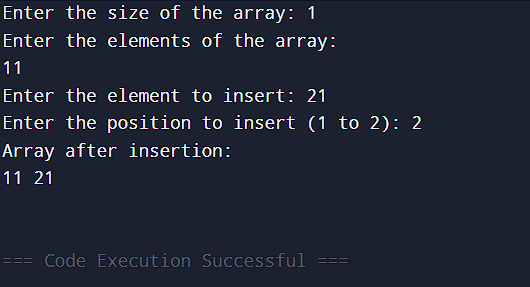 Enter the size of the array: 1
Enter the elements of the array:
11
Enter the element to insert: 21
Enter the position to insert (1 to 2): 2
Array after insertion:
11 21
=== Code Execution Successful ===